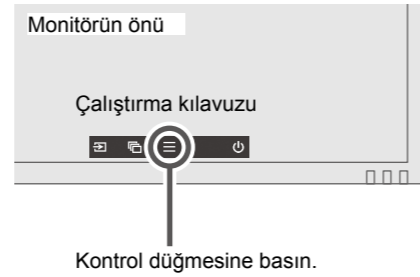 Monitörün önü
Çalıştırma kılavuzu
Kontrol düğmesine basın.